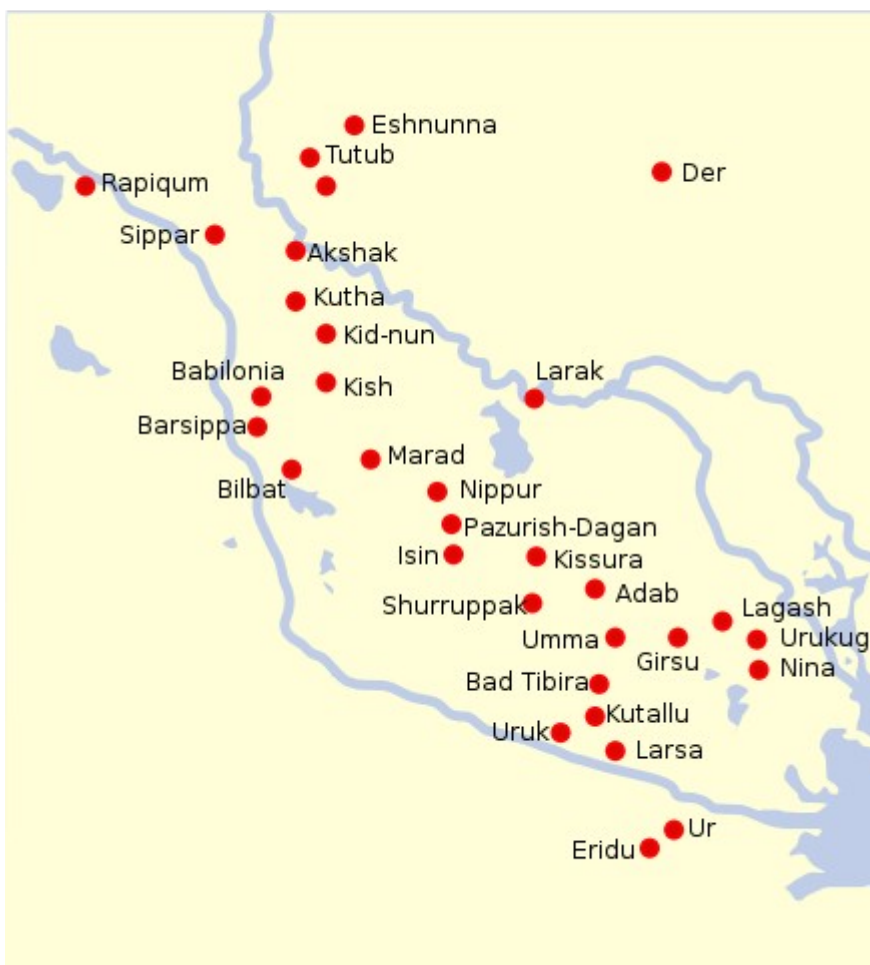 Eshnunna
Tutub
Der
Rapiqum
Sippar
Akshak
Kutha
Kid-nun
Larak
Babilonia
Kish
Barsippa
Marad
Bilbat
Nippur
Pazurish-Dagan
Isin
Kissura
Adab
Shurruppak
Lagash
Umma
Urukug
Girsu
Nina
Bad Tibira
Kutallu
Uruk
Larsa
Ur
Eridu